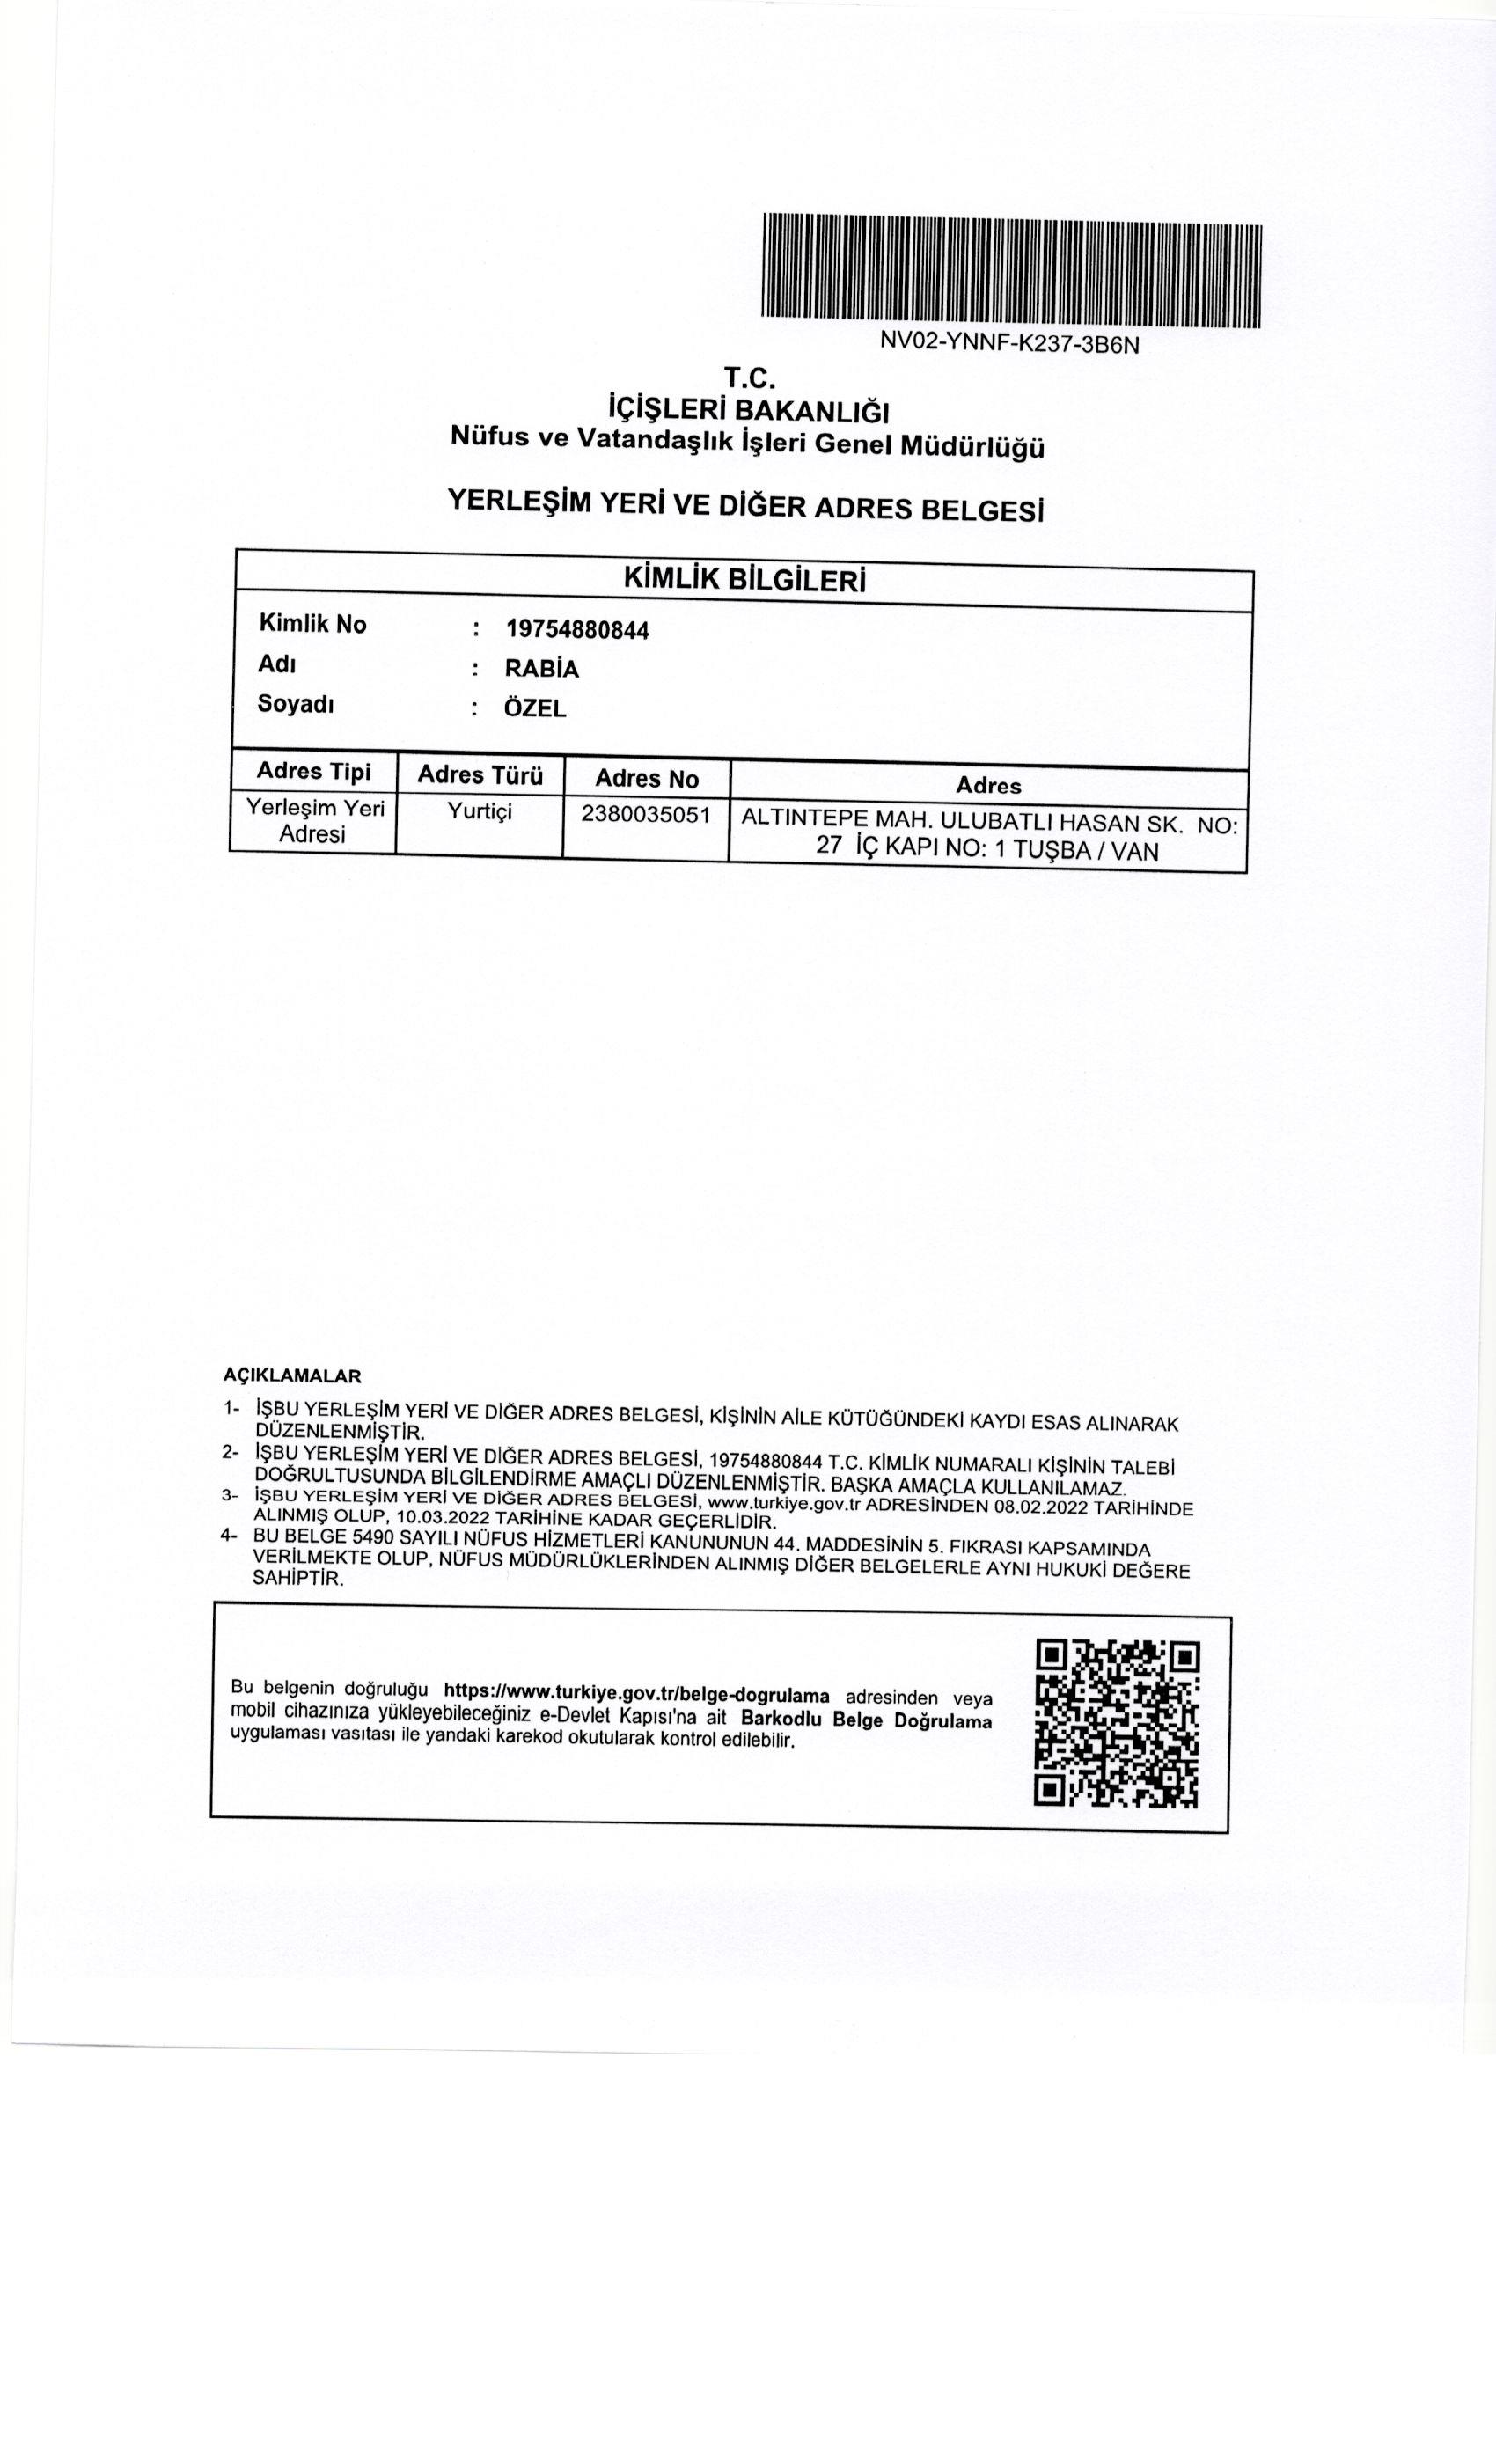 NV02-YNNF-K237-3B6N
T.C.
İÇİŞLERİ BAKANLIĞI
Nüfus ve Vatandaşlık İşleri Genel Müdürlüğü
YERLEŞİM YERİ VE DİĞER ADRES BELGESİ
KİMLİK BİLGİLERİ
Kimlik No : 19754880844
Adı : RABİA
Soyadı : ÖZEL
Adres Tipi Adres Türü Adres No Adres
Yerleşim Yeri Yurtiçi 2380035051 ALTINTEPE MAH. ULUBATLI HASAN SK. NO:
Adresi 27 İÇ KAPI NO: 1 TUŞBA / VAN
AÇIKLAMALAR
1- İŞBU YERLEŞİM YERİ VE DİĞER ADRES BELGESİ, KİŞİNİN AİLE KÜTÜĞÜNDEKİ KAYDI ESAS ALINARAK
DÜZENLENMİŞTİR.
2- İŞBU YERLEŞİM YERİ VE DİĞER ADRES BELGESİ, 19754880844 T.C. KİMLİK NUMARALI KİŞİNİN TALEBİ
DOĞRULTUSUNDA BİLGİLENDİRME AMAÇLI DÜZENLENMİŞTİR. BAŞKA AMAÇLA KULLANILAMAZ.
3- İŞBU YERLEŞİM YERİ VE DİĞER ADRES BELGESİ, www.turkiye.gov.tr ADRESİNDEN 08.02.2022 TARİHİNDE
ALINMIŞ OLUP, 10.03.2022 TARİHİNE KADAR GEÇERLİDİR.
4- BU BELGE 5490 SAYILI NÜFUS HİZMETLERİ KANUNUNUN 44. MADDESİNİN 5. FIKRASI KAPSAMINDA
VERİLMEKTE OLUP, NÜFUS MÜDÜRLÜKLERİNDEN ALINMIŞ DİĞER BELGELERLE AYNI HUKUKİ DEĞERE
SAHİPTİR.
Bu belgenin doğruluğu https://www.turkiye.gov.tr/belge-dogrulama adresinden veya
mobil cihazınıza yükleyebileceğiniz e-Devlet Kapısı'na ait Barkodlu Belge Doğrulama
uygulaması vasıtası ile yandaki karekod okutularak kontrol edilebilir.